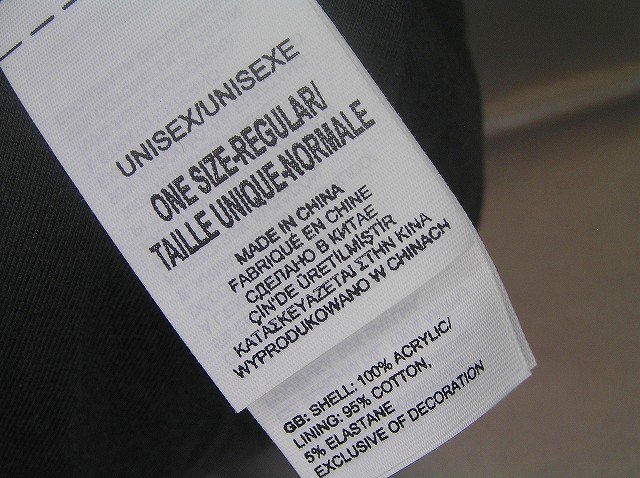 UNISEX/UNISEXE
ONE SIZE-REGULAR/
TAILLE UNIQUE-NORMALE
MADE IN CHINA
FABRIQUÉ EN CHINE
СДЕЛАНО В КИТАЕ
ÇİN'DE ÜRETİLMİŞTİR
ΚΑΤΑΣΚΕΥΑΖΕΤΑΙ ΣΤΗΝ ΚΙΝΑ
WYPRODUKOWANO W CHINACH
GB: SHELL: 100% ACRYLIC/
LINING: 95% COTTON,
5% ELASTANE
EXCLUSIVE OF DECORATION